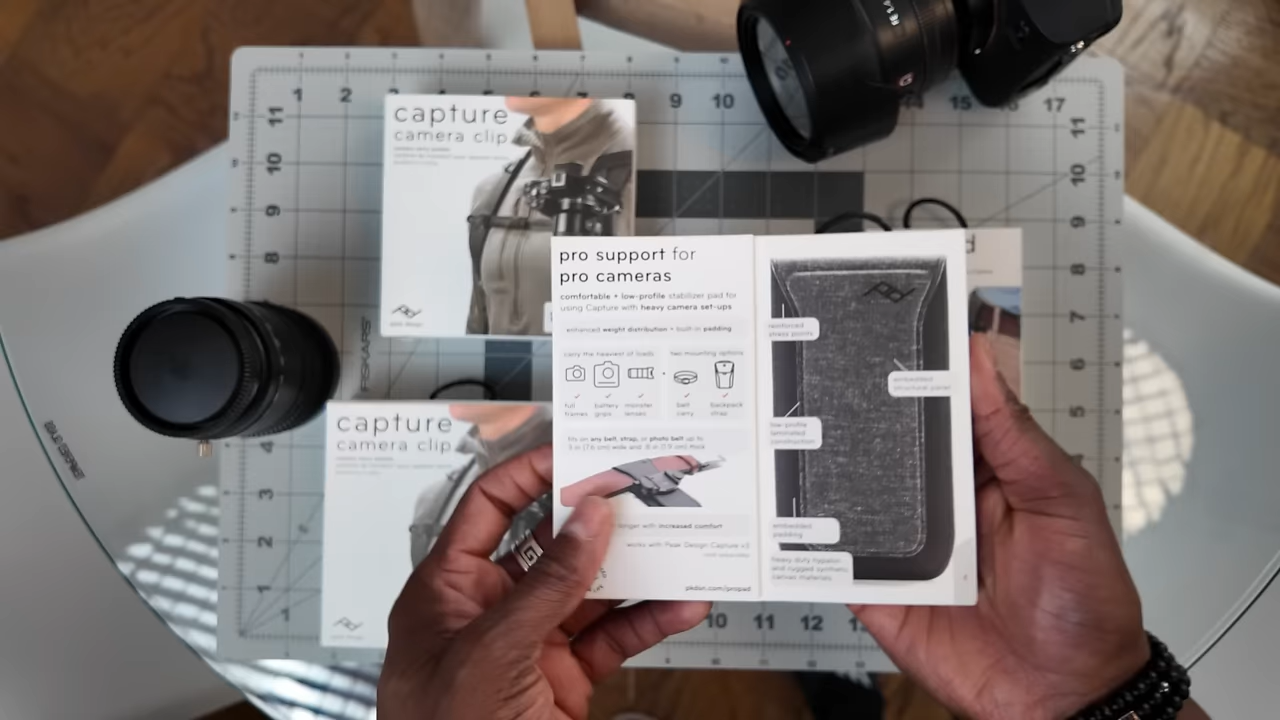 capture
camera clip
1 2 3 4 5 6 7 8 9 10 14 15 16 17
11
10
9
8
4
3
2
1
11
10
9
7
6
5
FISKARS
capture
camera clip
pro support for
pro cameras
comfortable + low-profile stabilizer pad for
using Capture with heavy camera set-ups
enhanced weight distribution + built-in padding
carry the heaviest of loads
two mounting options
full
frames
battery
grips
monster
lenses
belt
carry
backpack
strap
fits on any belt, strap, or photo belt up to
3 in (7.6 cm) wide and .6 in (1.5 cm) thick
longer with increased comfort
works with Peak Design Capture v3
pkdsn.com/propad
reinforced
stress points
embedded
structural panel
low-profile
laminated
construction
embedded
padding
heavy duty hypalon
and rugged synthetic
canvas materials
d
10 11 12